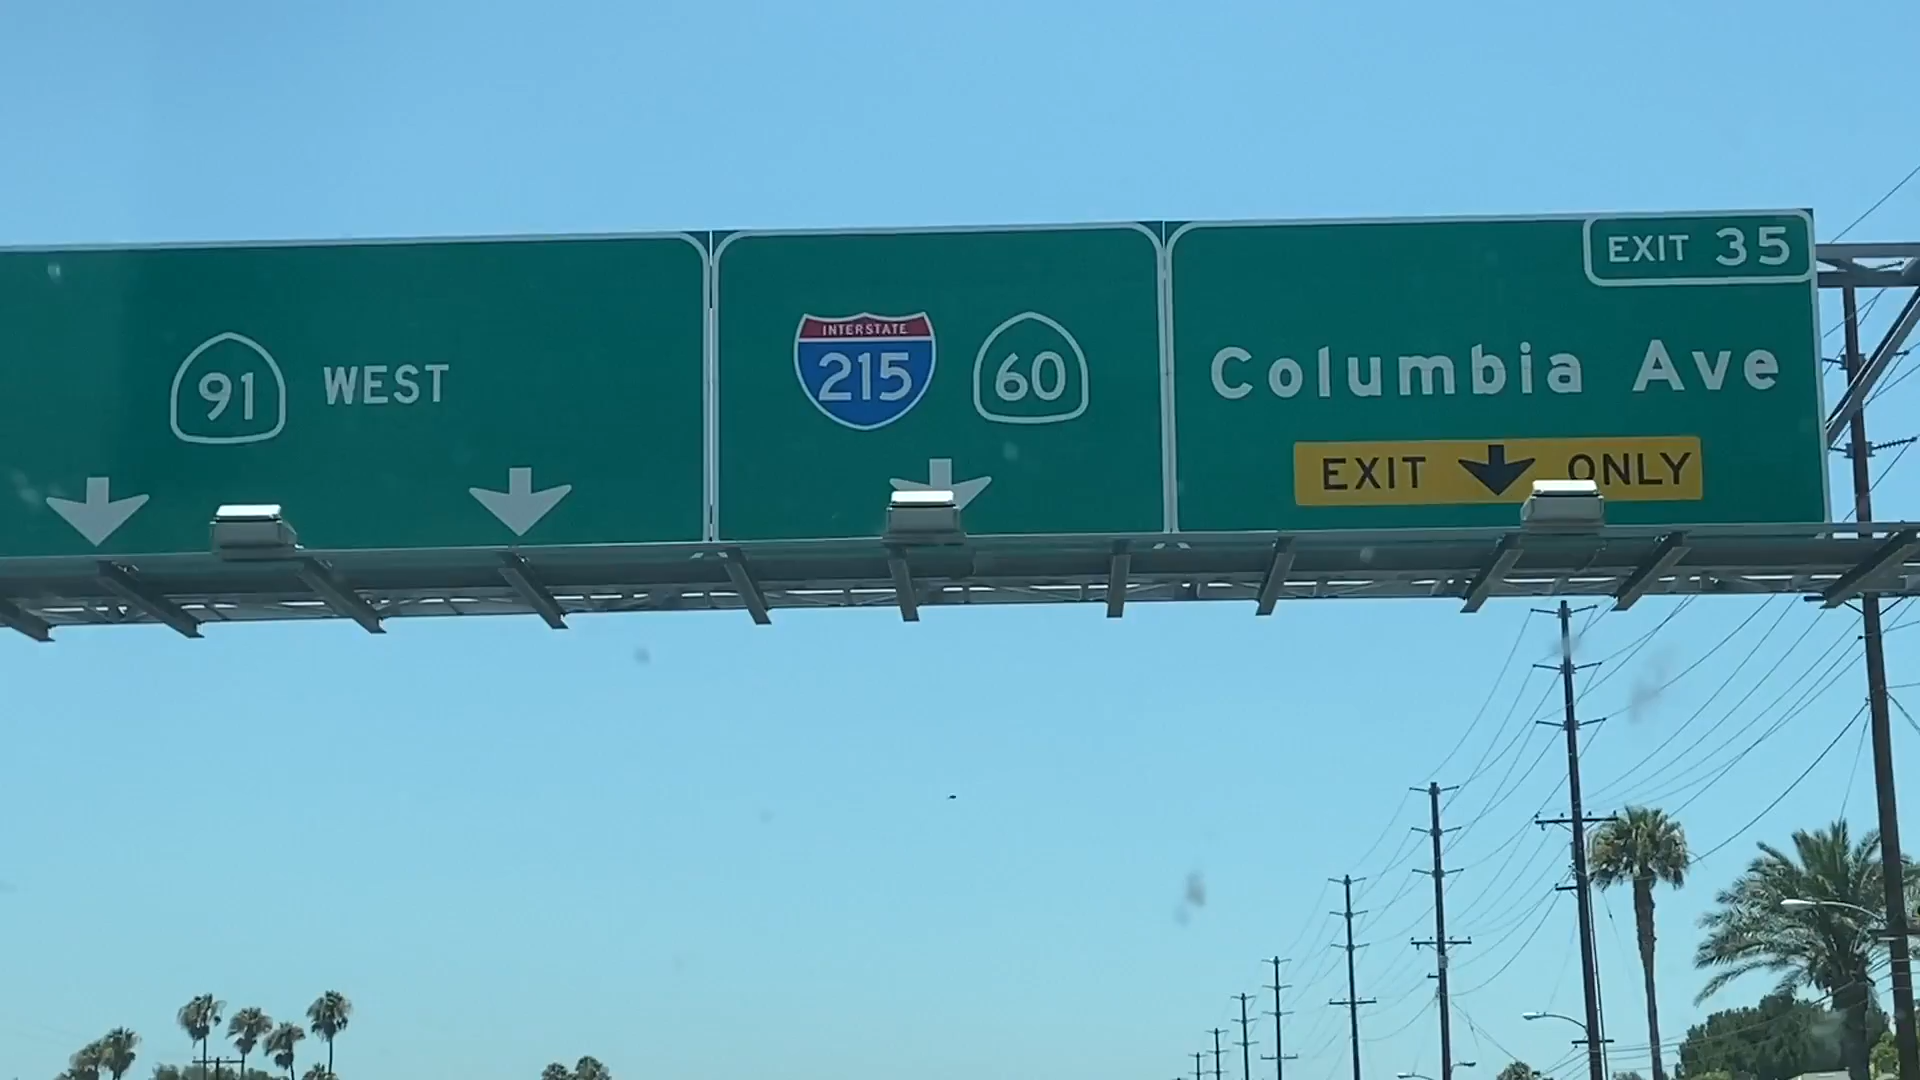 91 WEST
INTERSTATE
215 60
EXIT 35
Columbia Ave
EXIT ONLY